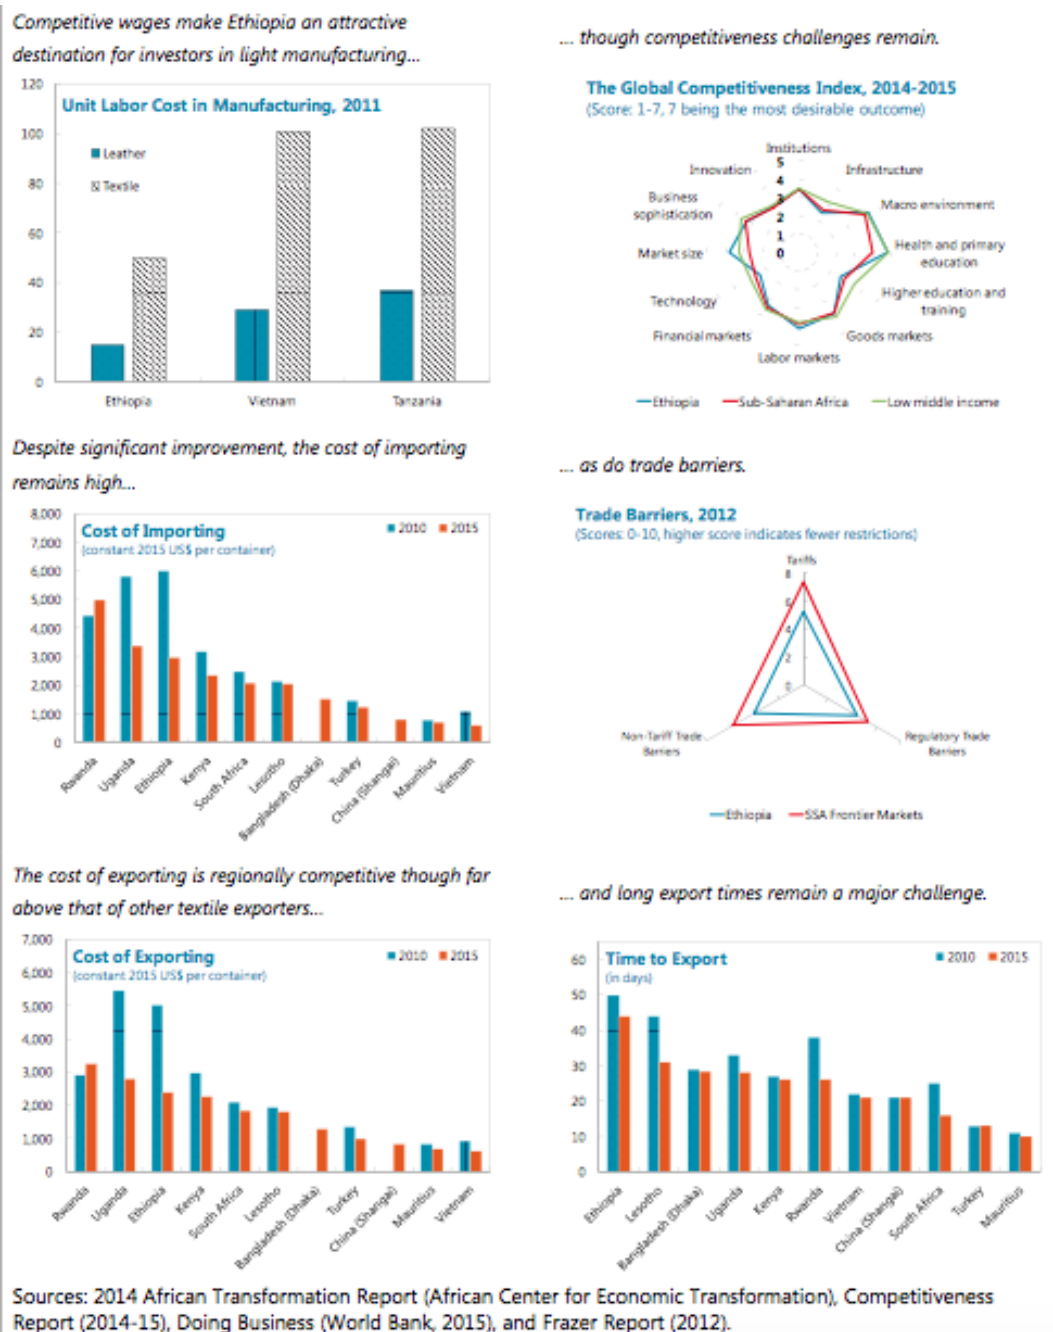 Competitive wages make Ethiopia an attractive
destination for investors in light manufacturing...
... though competitiveness challenges remain.
Unit Labor Cost in Manufacturing, 2011
120
100
80
60
40
20
0
Leather
Textile
Ethiopia
Vietnam
Tanzania
The Global Competitiveness Index, 2014-2015
(Score: 1-7, 7 being the most desirable outcome)
Institutions
5
4
3
2
1
0
Infrastructure
Macro environment
Health and primary
education
Higher education and
training
Goods markets
Labor markets
Financial markets
Technology
Market size
Business
sophistication
Innovation
Ethiopia
Sub-Saharan Africa
Low middle income
Despite significant improvement, the cost of importing
remains high...
... as do trade barriers.
Cost of Importing
(constant 2015 US$ per container)
2010
2015
8,000
7,000
6,000
5,000
4,000
3,000
2,000
1,000
0
Rwanda
Uganda
Ethiopia
Kenya
South Africa
Lesotho
Bangladesh (Dhaka)
Turkey
China (Shangai)
Mauritius
Vietnam
Trade Barriers, 2012
(Scores: 0-10, higher score indicates fewer restrictions)
Tariffs
8
6
4
2
0
Non-Tariff Trade
Barriers
Regulatory Trade
Barriers
Ethiopia
SSA Frontier Markets
The cost of exporting is regionally competitive though far
above that of other textile exporters...
... and long export times remain a major challenge.
Cost of Exporting
(constant 2015 US$ per container)
2010
2015
7,000
6,000
5,000
4,000
3,000
2,000
1,000
0
Rwanda
Uganda
Ethiopia
Kenya
South Africa
Lesotho
Bangladesh (Dhaka)
Turkey
China (Shangai)
Mauritius
Vietnam
Time to Export
(in days)
2010
2015
60
50
40
30
20
10
0
Ethiopia
Lesotho
Bangladesh (Dhaka)
Uganda
Kenya
Rwanda
Vietnam
China (Shangai)
South Africa
Turkey
Mauritius
Sources: 2014 African Transformation Report (African Center for Economic Transformation), Competitiveness
Report (2014-15), Doing Business (World Bank, 2015), and Frazer Report (2012).